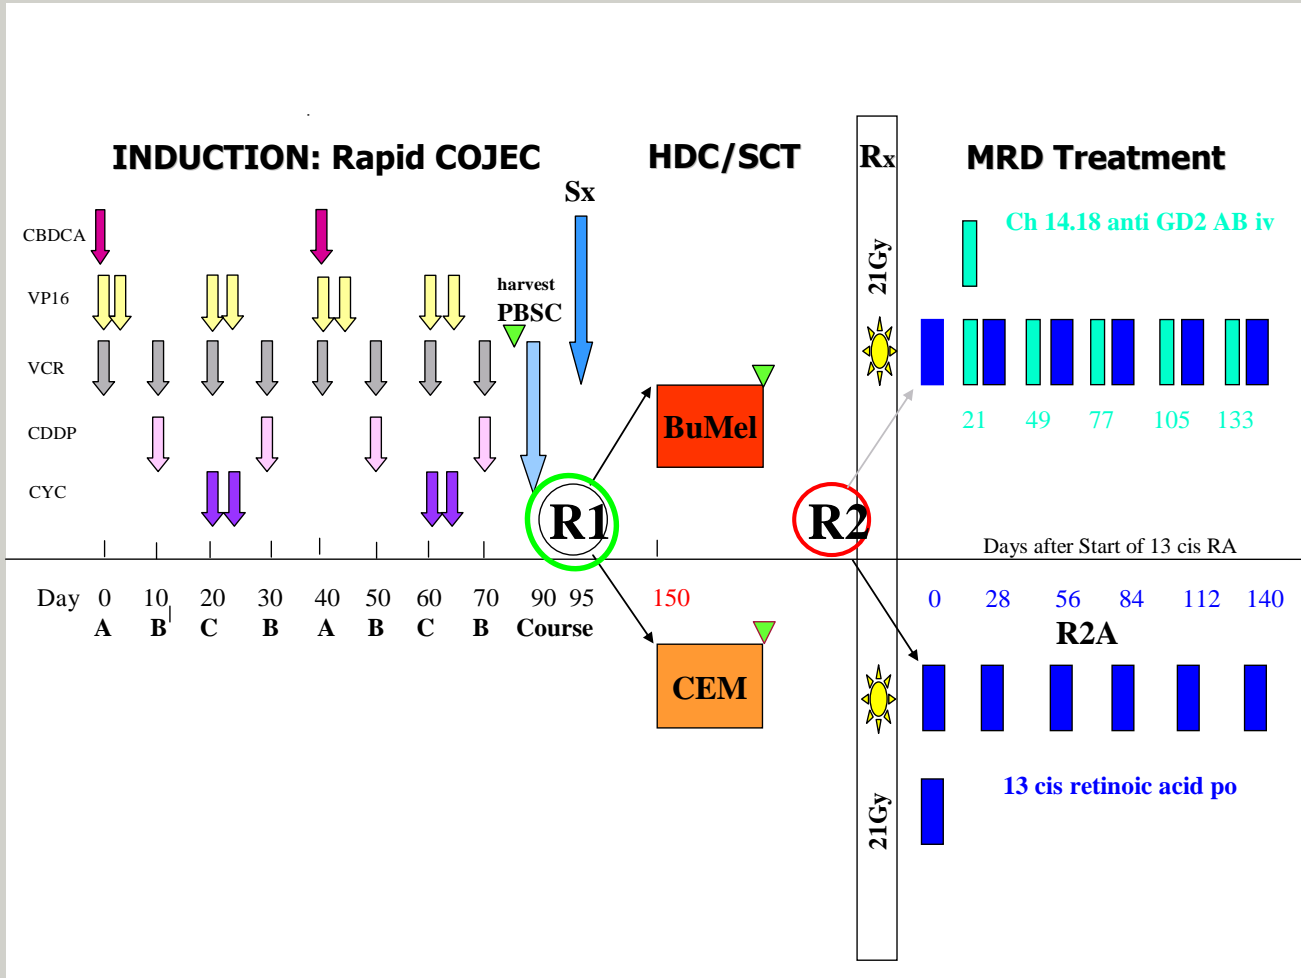 INDUCTION: Rapid COJEC
HDC/SCT
Rx
MRD Treatment
Sx
CBDCA
Ch 14.18 anti GD2 AB iv
21Gy
VP16
harvest
PBSC
VCR
BuMel
21 49 77 105 133
CDDP
CYC
R1
R2
Days after Start of 13 cis RA
Day 0 10 20 30 40 50 60 70 90 95
150
0 28 56 84 112 140
A B C B A B C B Course
R2A
CEM
13 cis retinoic acid po
21Gy